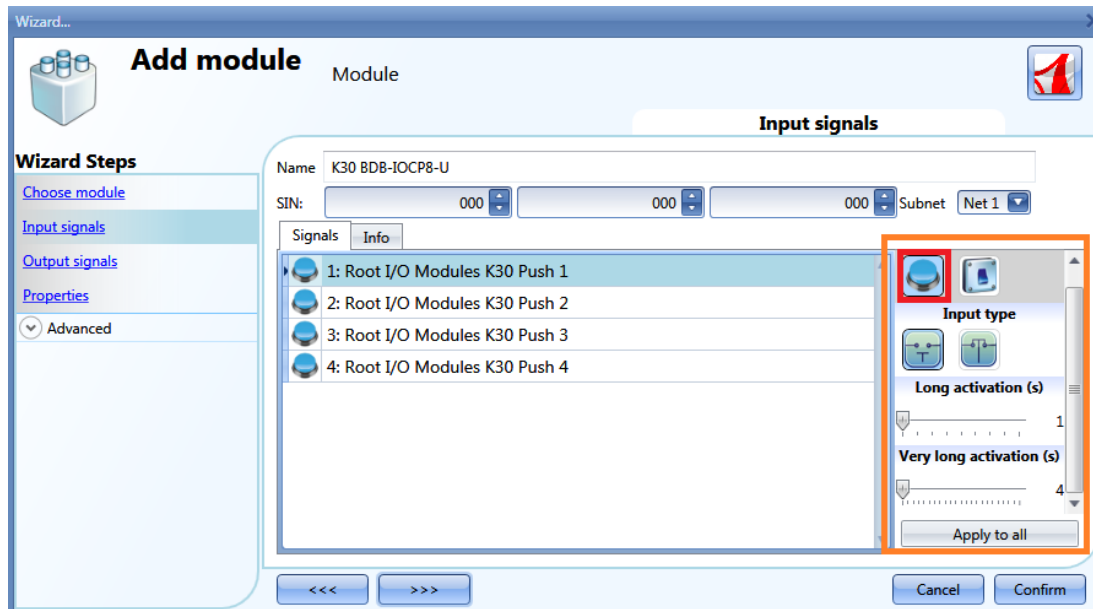 Wizard...
Add module
Module
Input signals
Wizard Steps
Choose module
Input signals
Output signals
Properties
Advanced
Name K30 BDB-IOCP8-U
SIN: 000 000 000 Subnet Net 1
Signals Info
1: Root I/O Modules K30 Push 1
2: Root I/O Modules K30 Push 2
3: Root I/O Modules K30 Push 3
4: Root I/O Modules K30 Push 4
Input type
Long activation (s)
1
Very long activation (s)
4
Apply to all
<<< >>> Cancel Confirm